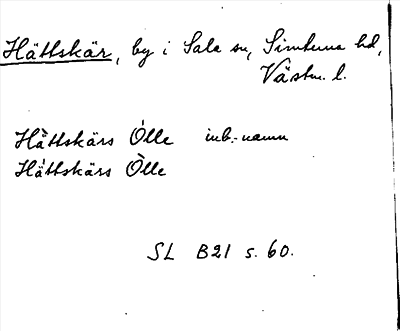 Hättskär, by i Sala sn, Simtuna hd,
Västm. l.
Hättskärs Olle inb.-namn
Hättskärs Olle
SL B21 s. 60.